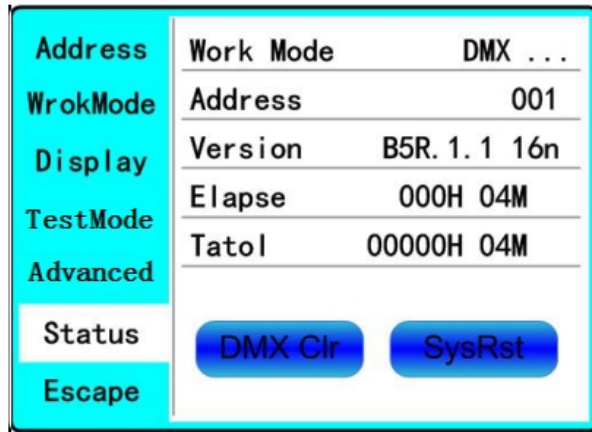 Address
WrokMode
Display
TestMode
Advanced
Status
Escape
Work Mode DMX ...
Address 001
Version B5R.1.1 16n
Elapse 000H 04M
Tatol 00000H 04M
DMX Clr SysRst